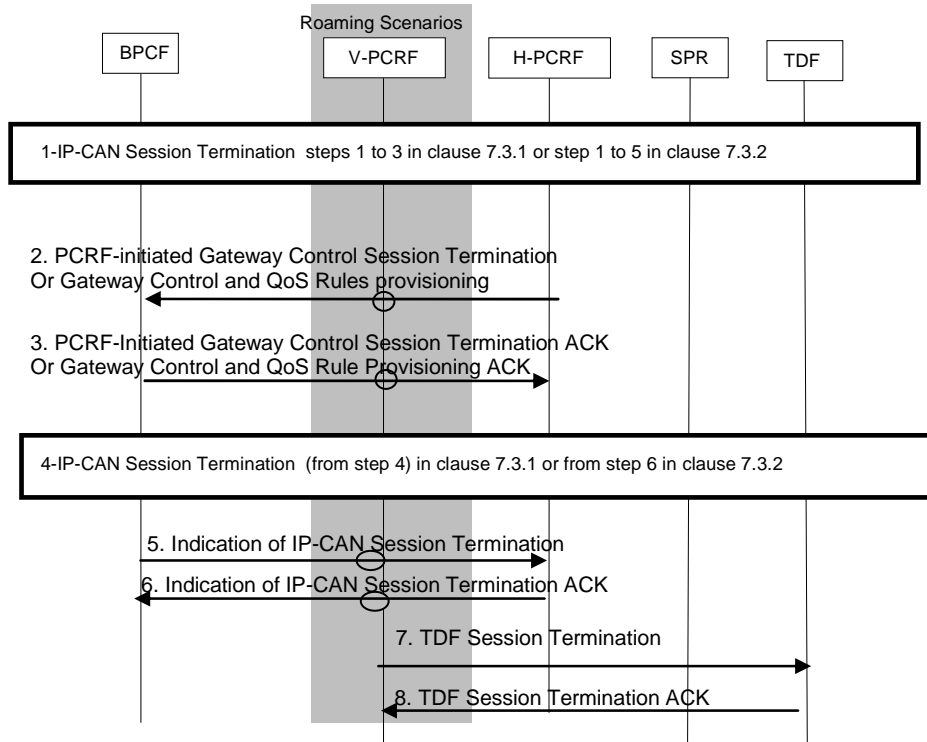 Roaming Scenarios
BPCF
V-PCRF
H-PCRF
SPR
TDF
1-IP-CAN Session Termination steps 1 to 3 in clause 7.3.1 or step 1 to 5 in clause 7.3.2
2. PCRF-initiated Gateway Control Session Termination
Or Gateway Control and QoS Rules provisioning
3. PCRF-Initiated Gateway Control Session Termination ACK
Or Gateway Control and QoS Rule Provisioning ACK
4-IP-CAN Session Termination (from step 4) in clause 7.3.1 or from step 6 in clause 7.3.2
5. Indication of IP-CAN Session Termination
6. Indication of IP-CAN Session Termination ACK
7. TDF Session Termination
8. TDF Session Termination ACK